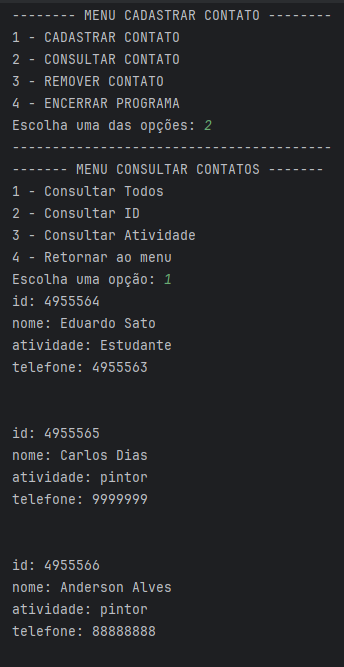 -------- MENU CADASTRAR CONTATO --------
1 - CADASTRAR CONTATO
2 - CONSULTAR CONTATO
3 - REMOVER CONTATO
4 - ENCERRAR PROGRAMA
Escolha uma das opções: 2
----------------------------------------
------- MENU CONSULTAR CONTATOS -------
1 - Consultar Todos
2 - Consultar ID
3 - Consultar Atividade
4 - Retornar ao menu
Escolha uma opção: 1
id: 4955564
nome: Eduardo Sato
atividade: Estudante
telefone: 4955563
id: 4955565
nome: Carlos Dias
atividade: pintor
telefone: 9999999
id: 4955566
nome: Anderson Alves
atividade: pintor
telefone: 88888888